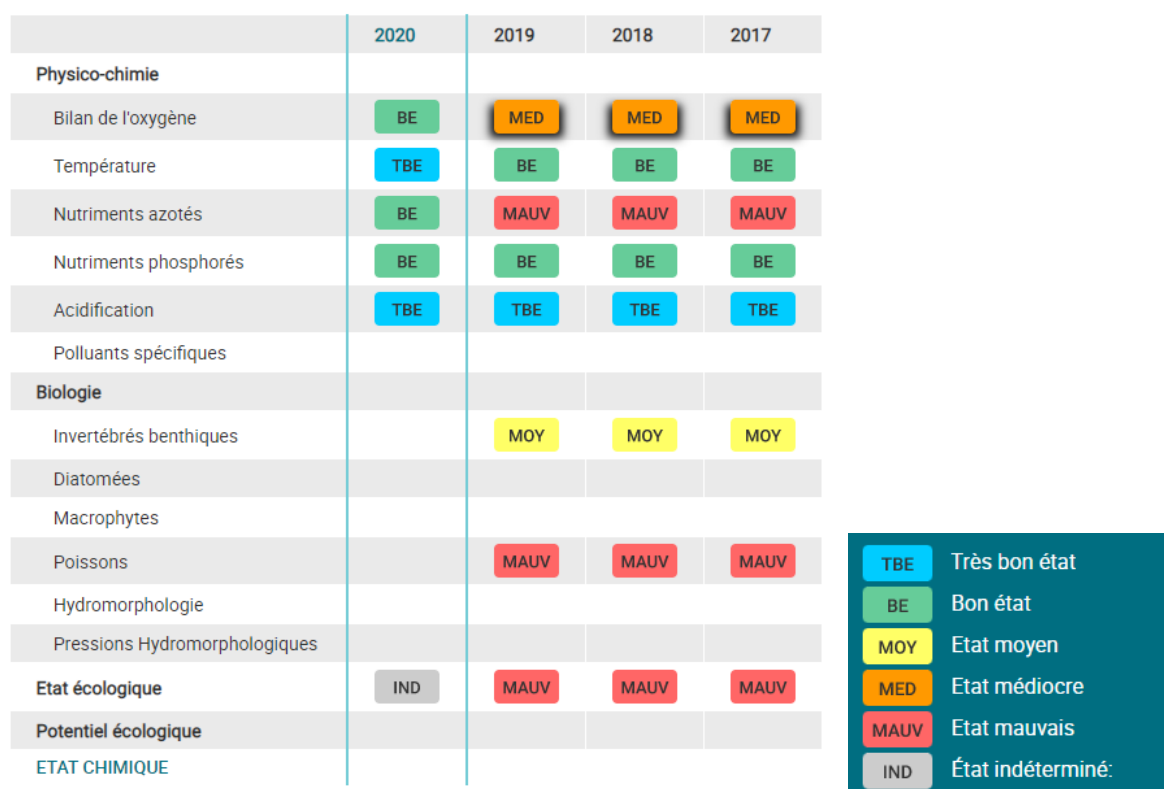 2020 2019 2018 2017
Physico-chimie
Bilan de l'oxygène BE MED MED MED
Température TBE BE BE BE
Nutriments azotés BE MAUV MAUV MAUV
Nutriments phosphorés BE BE BE BE
Acidification TBE TBE TBE TBE
Polluants spécifiques
Biologie
Invertébrés benthiques MOY MOY MOY
Diatomées
Macrophytes
Poissons MAUV MAUV MAUV
Hydromorphologie
Pressions Hydromorphologiques
Etat écologique IND MAUV MAUV MAUV
Potentiel écologique
ETAT CHIMIQUE
TBE Très bon état
BE Bon état
MOY Etat moyen
MED Etat médiocre
MAUV Etat mauvais
IND État indéterminé: